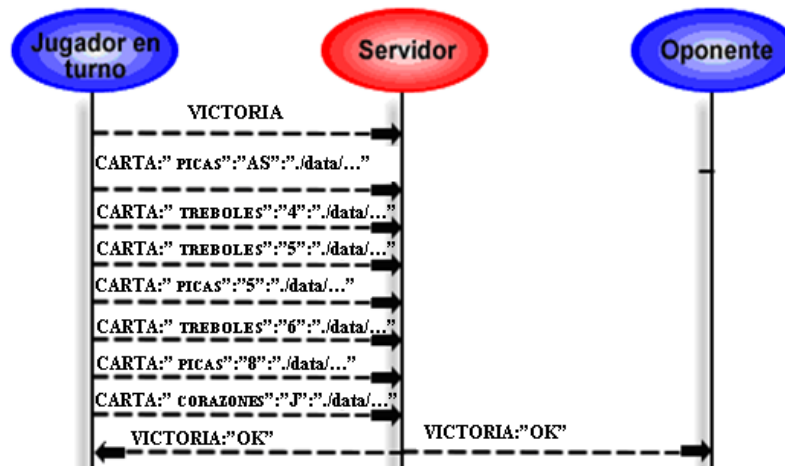 Jugador en
turno
Servidor
Oponente
VICTORIA
CARTA:" PICAS":"AS":"./data/..."
CARTA:" TREBOLES":"4":"./data/..."
CARTA:" TREBOLES":"5":"./data/..."
CARTA:" PICAS":"5":"./data/..."
CARTA:" TREBOLES":"6":"./data/..."
CARTA:" PICAS":"8":"./data/..."
CARTA:" CORAZONES":"J":"./data/..."
VICTORIA:"OK"
VICTORIA:"OK"